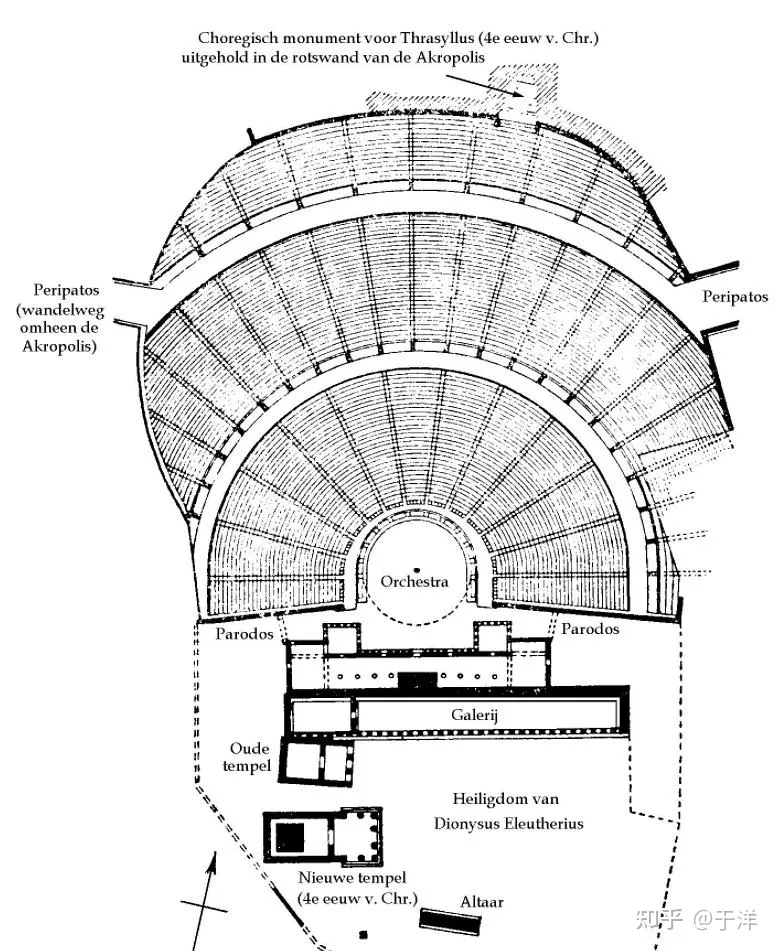 Choregisch monument voor Thrasyllus (4e eeuw v. Chr.)
uitgehold in de rotswand van de Akropolis
Peripatos
(wandelweg
omheen de
Akropolis)
Peripatos
Orchestra
Parodos
Parodos
Galerij
Oude
tempel
Heiligdom van
Dionysus Eleutherius
Nieuwe tempel
(4e eeuw v. Chr.)
Altaar
知乎 @于洋